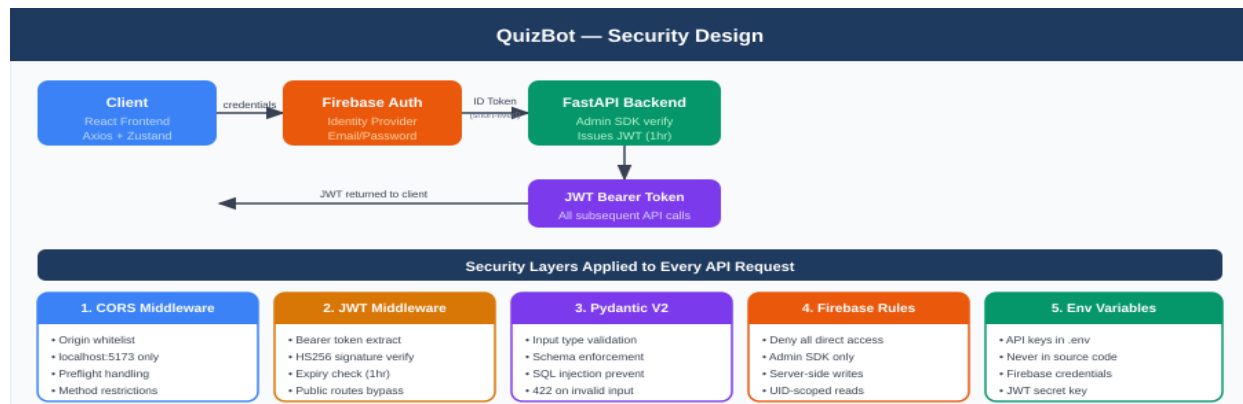 QuizBot — Security Design
Client
React Frontend
Axios + Zustand
credentials
Firebase Auth
Identity Provider
Email/Password
ID Token
(short-lived)
FastAPI Backend
Admin SDK verify
Issues JWT (1hr)
JWT returned to client
JWT Bearer Token
All subsequent API calls
Security Layers Applied to Every API Request
1. CORS Middleware
• Origin whitelist
• localhost:5173 only
• Preflight handling
• Method restrictions
2. JWT Middleware
• Bearer token extract
• HS256 signature verify
• Expiry check (1hr)
• Public routes bypass
3. Pydantic V2
• Input type validation
• Schema enforcement
• SQL injection prevent
• 422 on invalid input
4. Firebase Rules
• Deny all direct access
• Admin SDK only
• Server-side writes
• UID-scoped reads
5. Env Variables
• API keys in .env
• Never in source code
• Firebase credentials
• JWT secret key